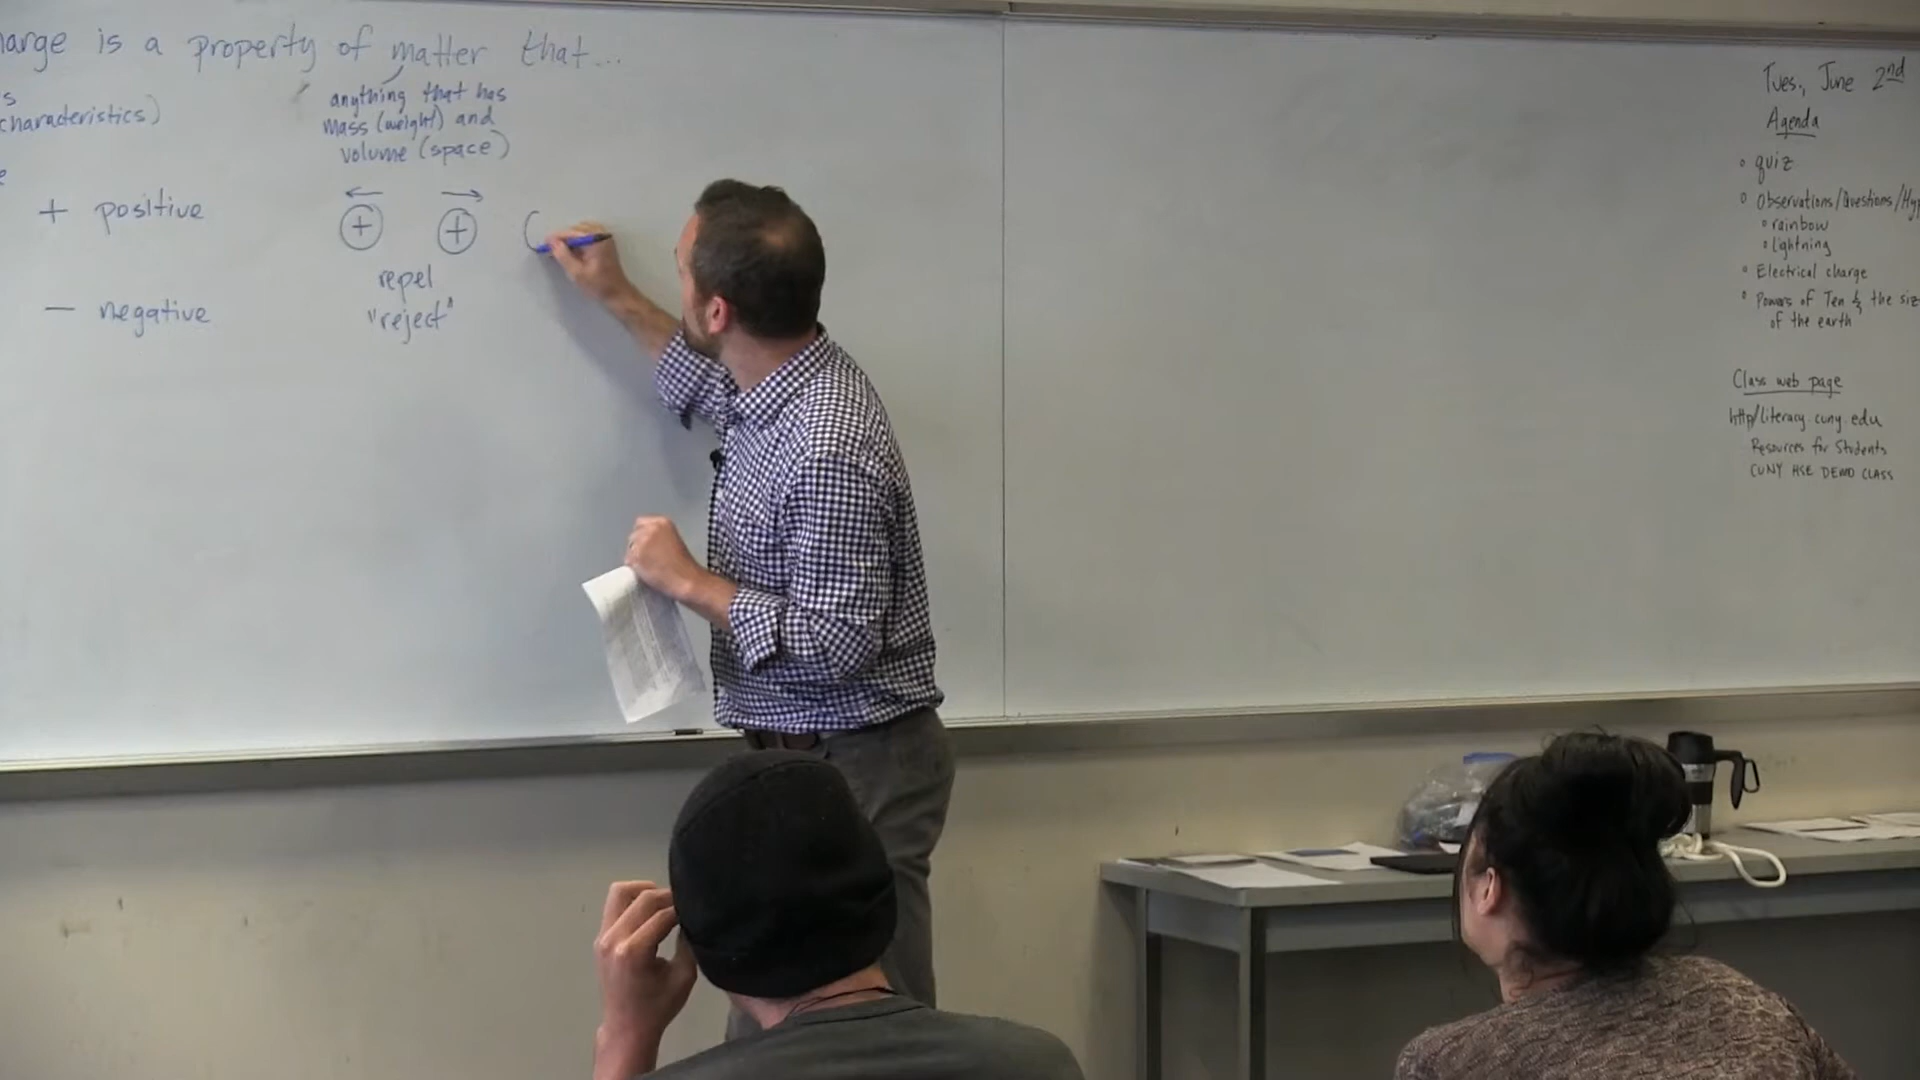 arge is a property of matter that...
s
characteristics)
e
anything that has
mass (weight) and
volume (space)
+ positive
+ +
repel
"reject"
− negative
Tues., June 2nd
Agenda
◦ quiz
◦ Observations/Questions/Hy
◦ rainbow
◦ lightning
◦ Electrical charge
◦ Powers of Ten & the siz
of the earth
Class web page
http/literacy.cuny.edu
Resources for Students
CUNY HSE DEMO CLASS